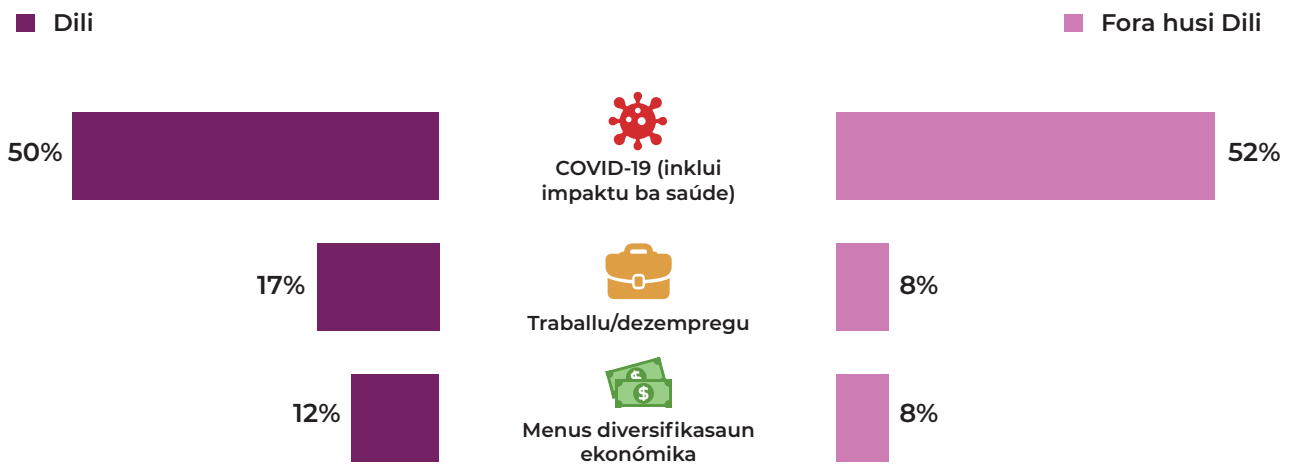 Dili
Fora husi Dili
50%
COVID-19 (inklui
impaktu ba saúde)
52%
17%
Traballu/dezempregu
8%
12%
Menus diversifikasaun
ekonómika
8%